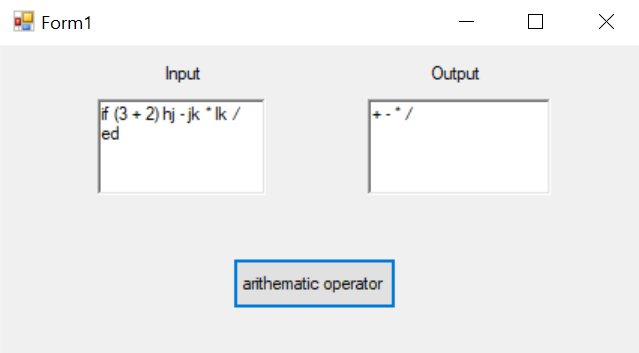 Form1
Input
Output
if (3 + 2) hj - jk * lk /
ed
+ - * /
arithematic operator